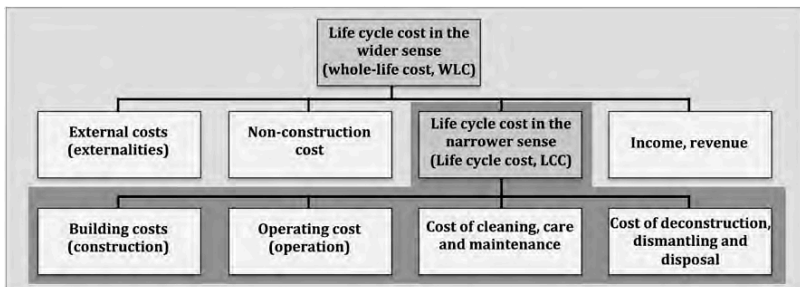 Life cycle cost in the
wider sense
(whole-life cost, WLC)
External costs
(externalities)
Non-construction
cost
Life cycle cost in the
narrower sense
(Life cycle cost, LCC)
Income, revenue
Building costs
(construction)
Operating cost
(operation)
Cost of cleaning, care
and maintenance
Cost of deconstruction,
dismantling and
disposal